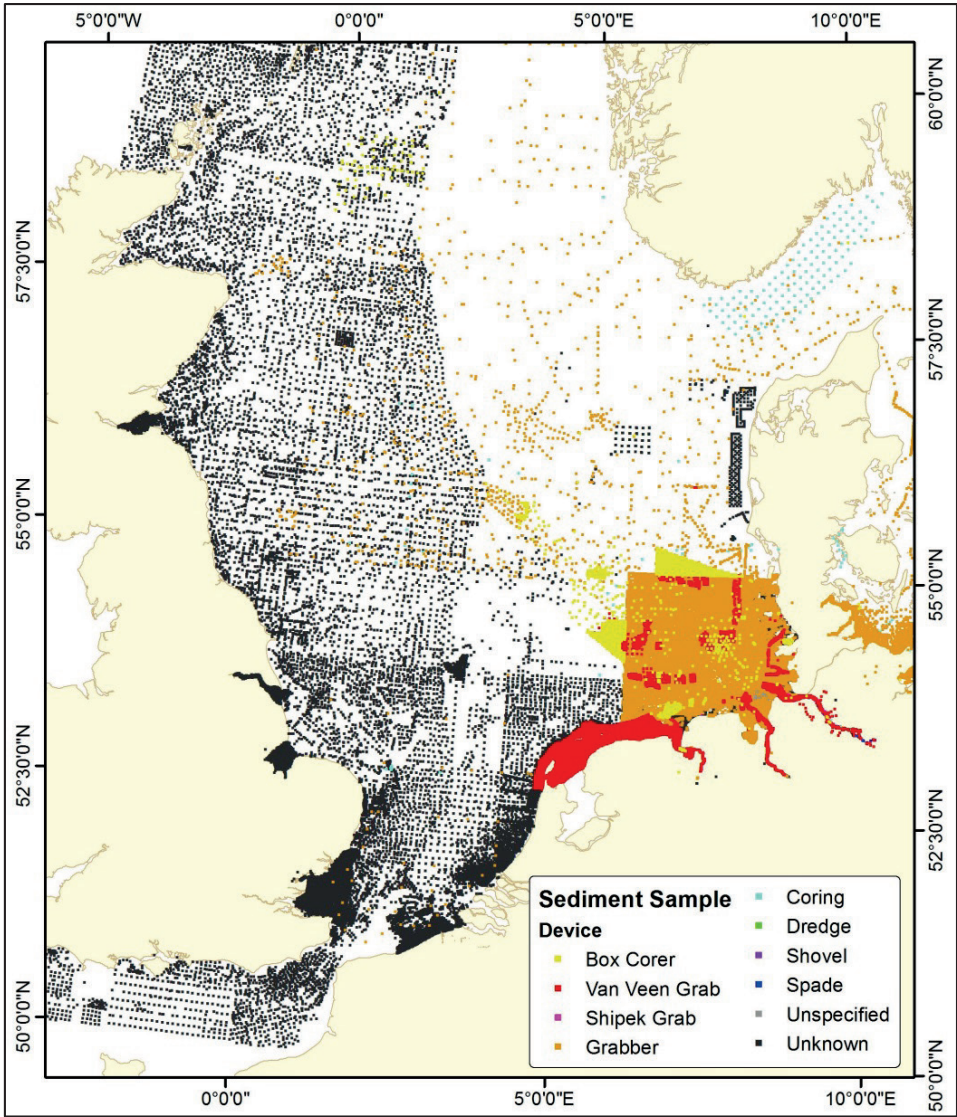 5°0'0"W 0°0'0" 5°0'0"E 10°0'0"E
60°0'0"N
57°30'0"N
57°30'0"N
55°0'0"N
55°0'0"N
52°30'0"N
52°30'0"N
50°0'0"N
50°0'0"N
Sediment Sample
Device
Box Corer
Van Veen Grab
Shipek Grab
Grabber
Coring
Dredge
Shovel
Spade
Unspecified
Unknown
0°0'0" 5°0'0"E 10°0'0"E